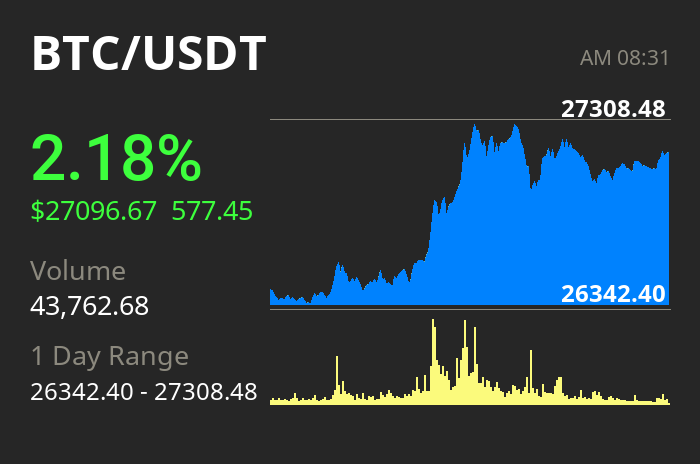 BTC/USDT
AM 08:31
27308.48
2.18%
$27096.67 577.45
Volume
43,762.68
26342.40
1 Day Range
26342.40 - 27308.48